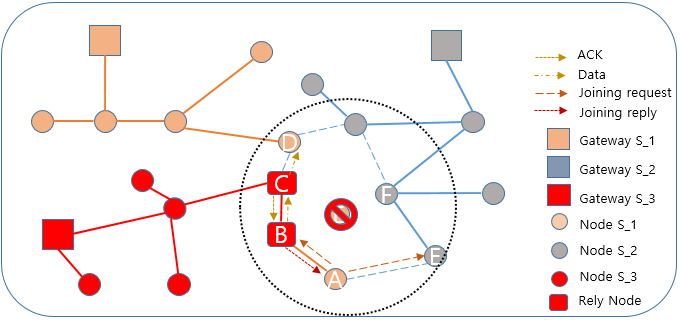 ACK
Data
Joining request
Joining reply
Gateway S_1
Gateway S_2
Gateway S_3
Node S_1
Node S_2
Node S_3
Rely Node
D
C
F
B
E
A